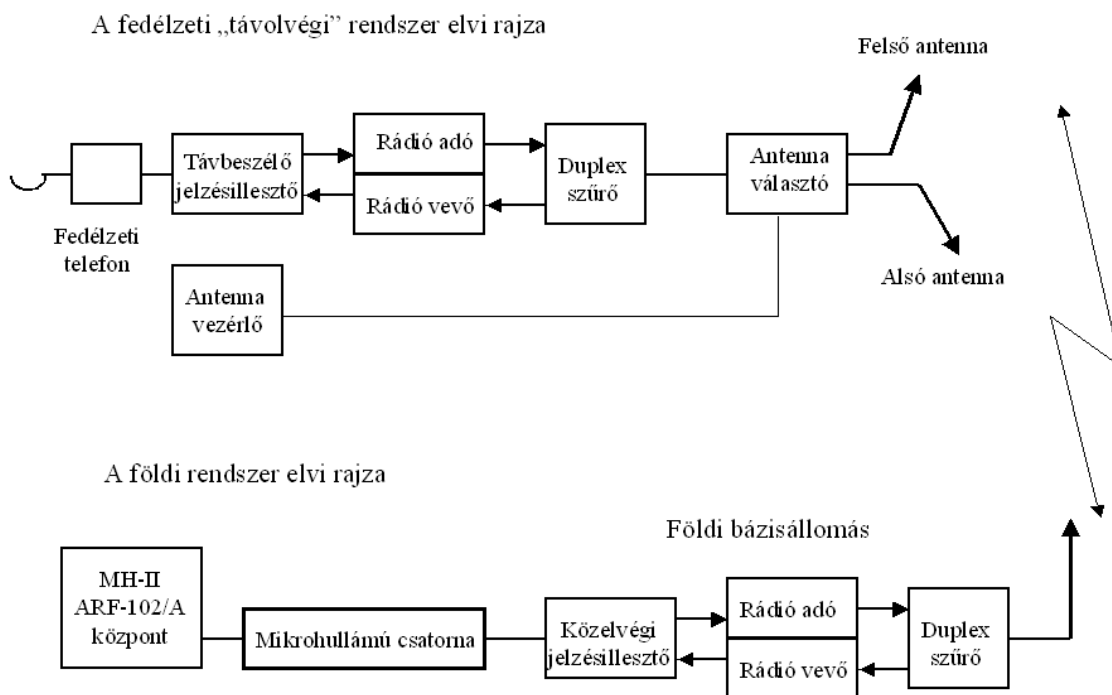 A fedélzeti „távolvégi” rendszer elvi rajza
Felső antenna
Távbeszélő
jelzésillesztő
Rádió adó
Rádió vevő
Duplex
szűrő
Antenna
választó
Fedélzeti
telefon
Alsó antenna
Antenna
vezérlő
A földi rendszer elvi rajza
Földi bázisállomás
MH-II
ARF-102/A
központ
Mikrohullámú csatorna
Közelvégi
jelzésillesztő
Rádió adó
Rádió vevő
Duplex
szűrő